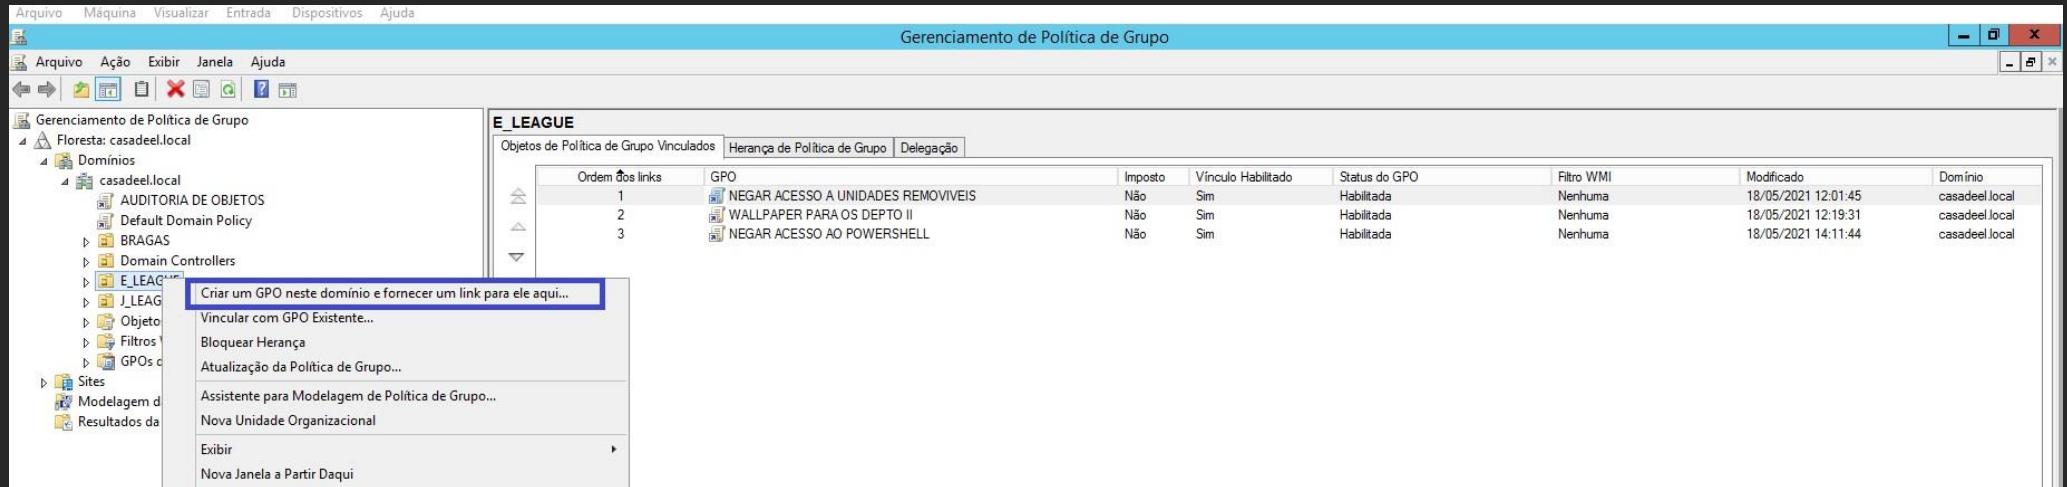 Arquivo Máquina Visualizar Entrada Dispositivos Ajuda
Gerenciamento de Política de Grupo
Arquivo Ação Exibir Janela Ajuda
Gerenciamento de Política de Grupo
Floresta: casadeel.local
Domínios
casadeel.local
AUDITORIA DE OBJETOS
Default Domain Policy
BRAGAS
Domain Controllers
E_LEAGUE
J_LEAG
Objeto
Filtros
GPOs d
Sites
Modelagem d
Resultados da
Criar um GPO neste domínio e fornecer um link para ele aqui...
Vincular com GPO Existente...
Bloquear Herança
Atualização da Política de Grupo...
Assistente para Modelagem de Política de Grupo...
Nova Unidade Organizacional
Exibir
Nova Janela a Partir Daqui
E_LEAGUE
Objetos de Política de Grupo Vinculados Herança de Política de Grupo Delegação
Ordem dos links GPO Imposto Vínculo Habilitado Status do GPO Filtro WMI Modificado Domínio
1 NEGAR ACESSO A UNIDADES REMOVIVEIS Não Sim Habilitada Nenhuma 18/05/2021 12:01:45 casadeel.local
2 WALLPAPER PARA OS DEPTO II Não Sim Habilitada Nenhuma 18/05/2021 12:19:31 casadeel.local
3 NEGAR ACESSO AO POWERSHELL Não Sim Habilitada Nenhuma 18/05/2021 14:11:44 casadeel.local